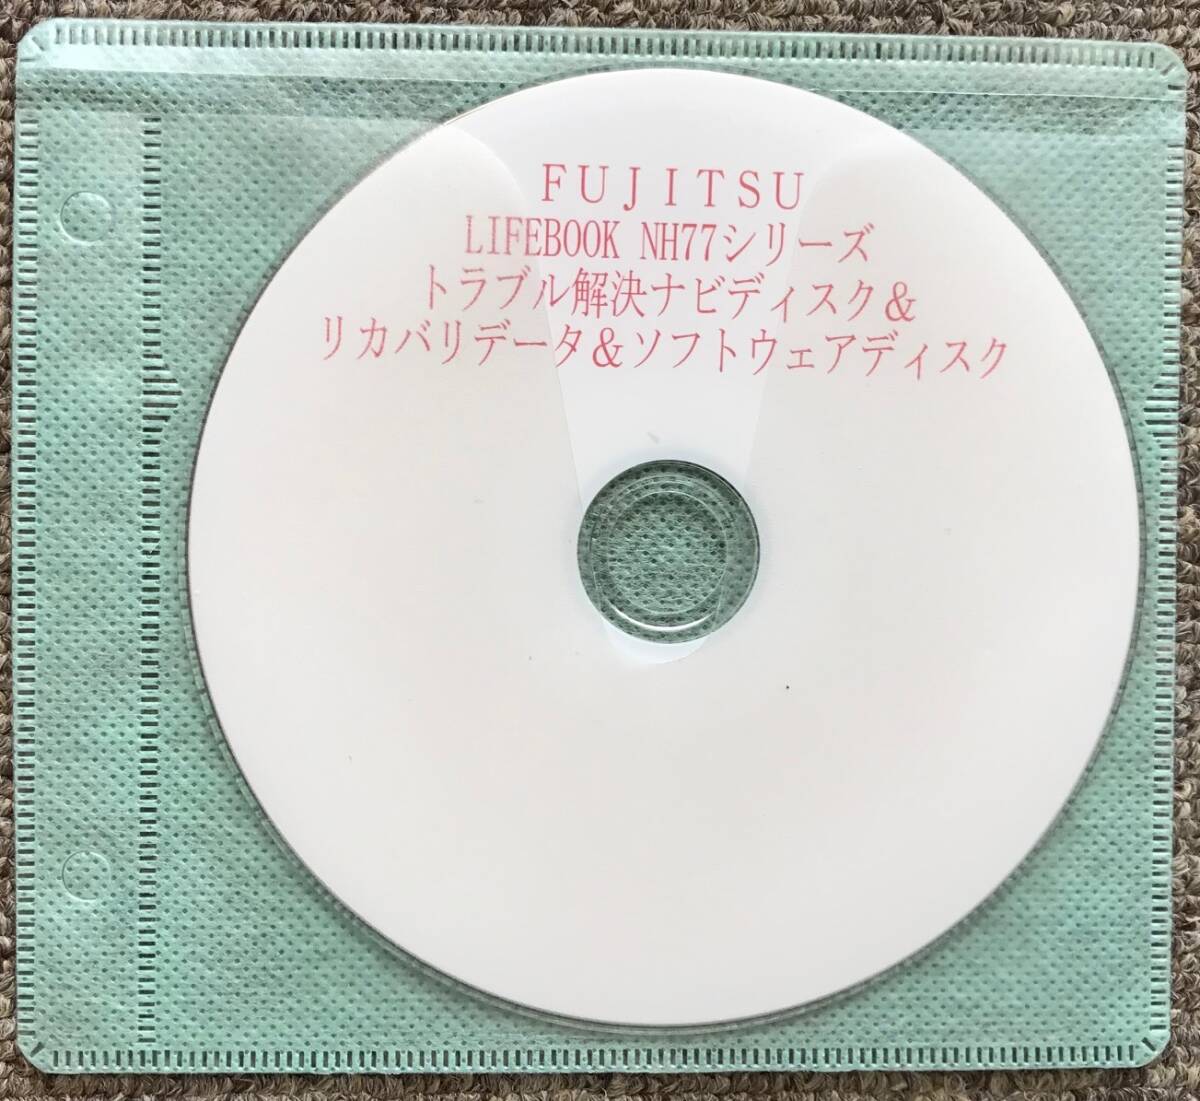 ＦＵＪＩＴＳＵ
LIFEBOOK NH77シリーズ
トラブル解決ナビディスク＆
リカバリデータ＆ソフトウェアディスク